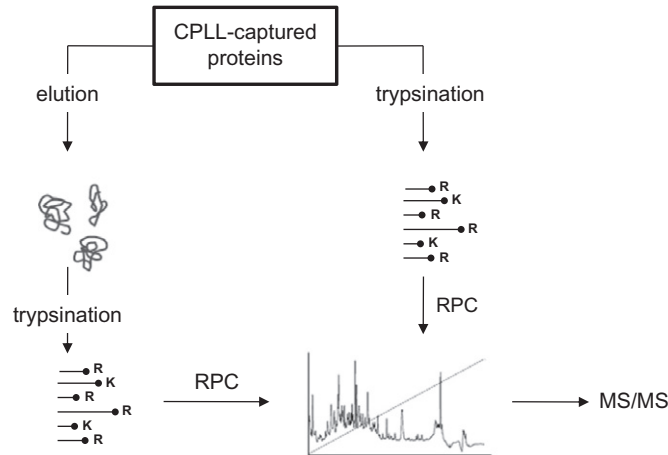 CPLL-captured
proteins
elution
trypsination
R
K
R
R
K
R
trypsination
RPC
R
K
R
R
K
R
RPC
MS/MS